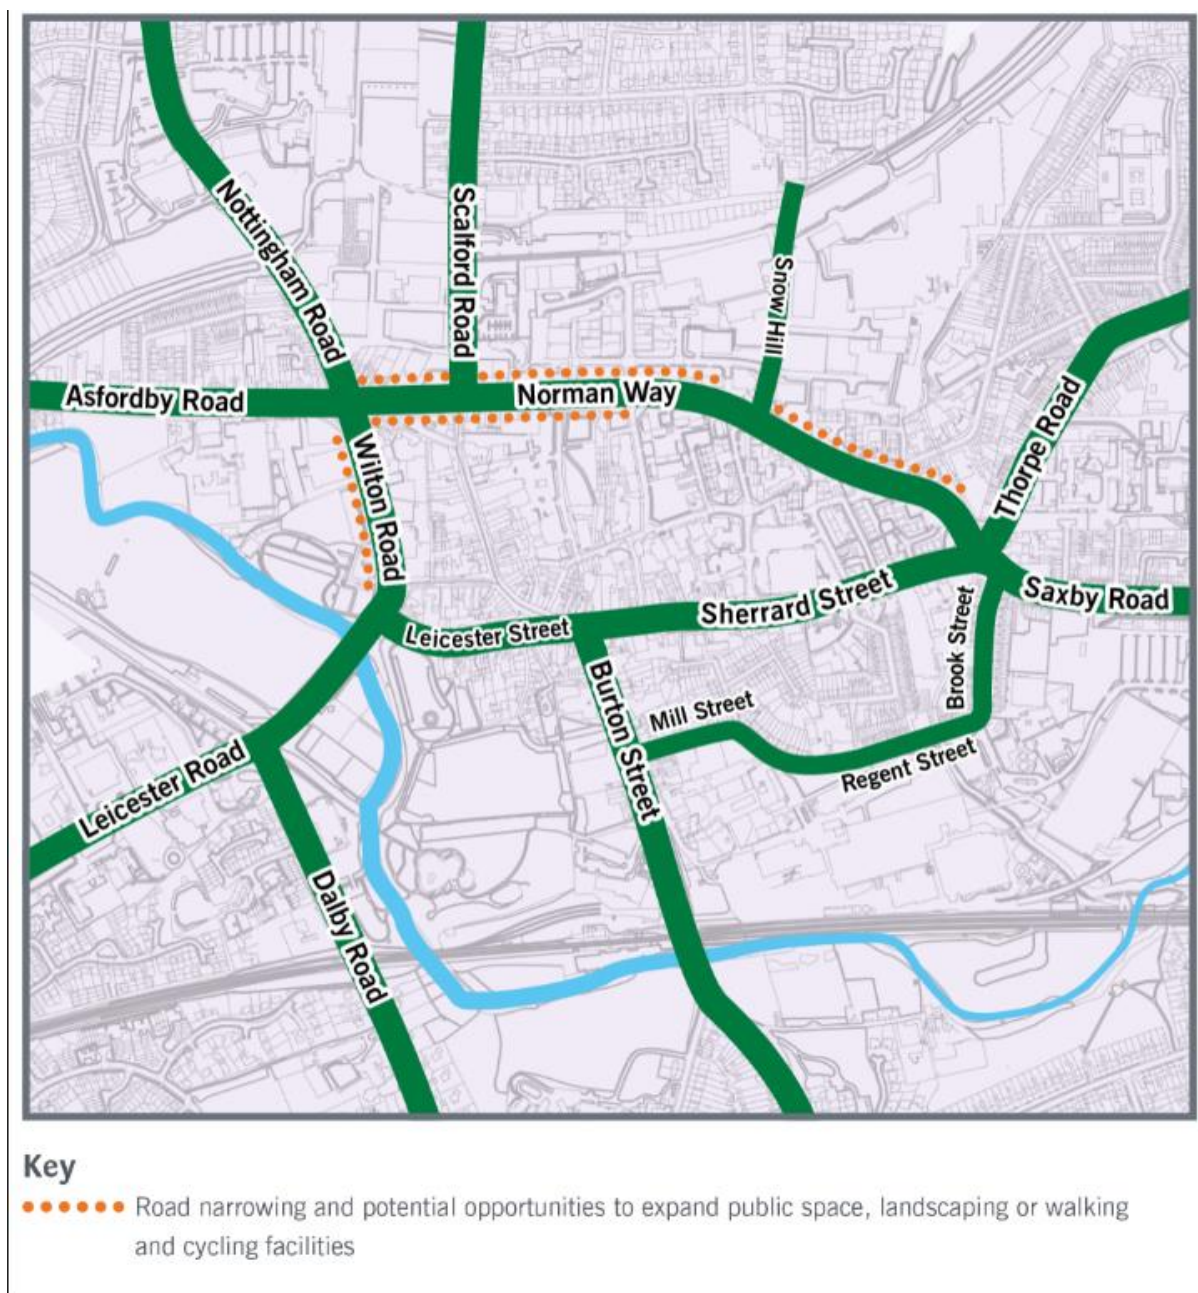 Nottingham Road
Scalford Road
Snow Hill
Asfordby Road
Norman Way
Thorpe Road
Wilton Road
Saxby Road
Sherrard Street
Leicester Street
Brook Street
Burton Street
Mill Street
Regent Street
Leicester Road
Dalby Road
Key
Road narrowing and potential opportunities to expand public space, landscaping or walking
and cycling facilities